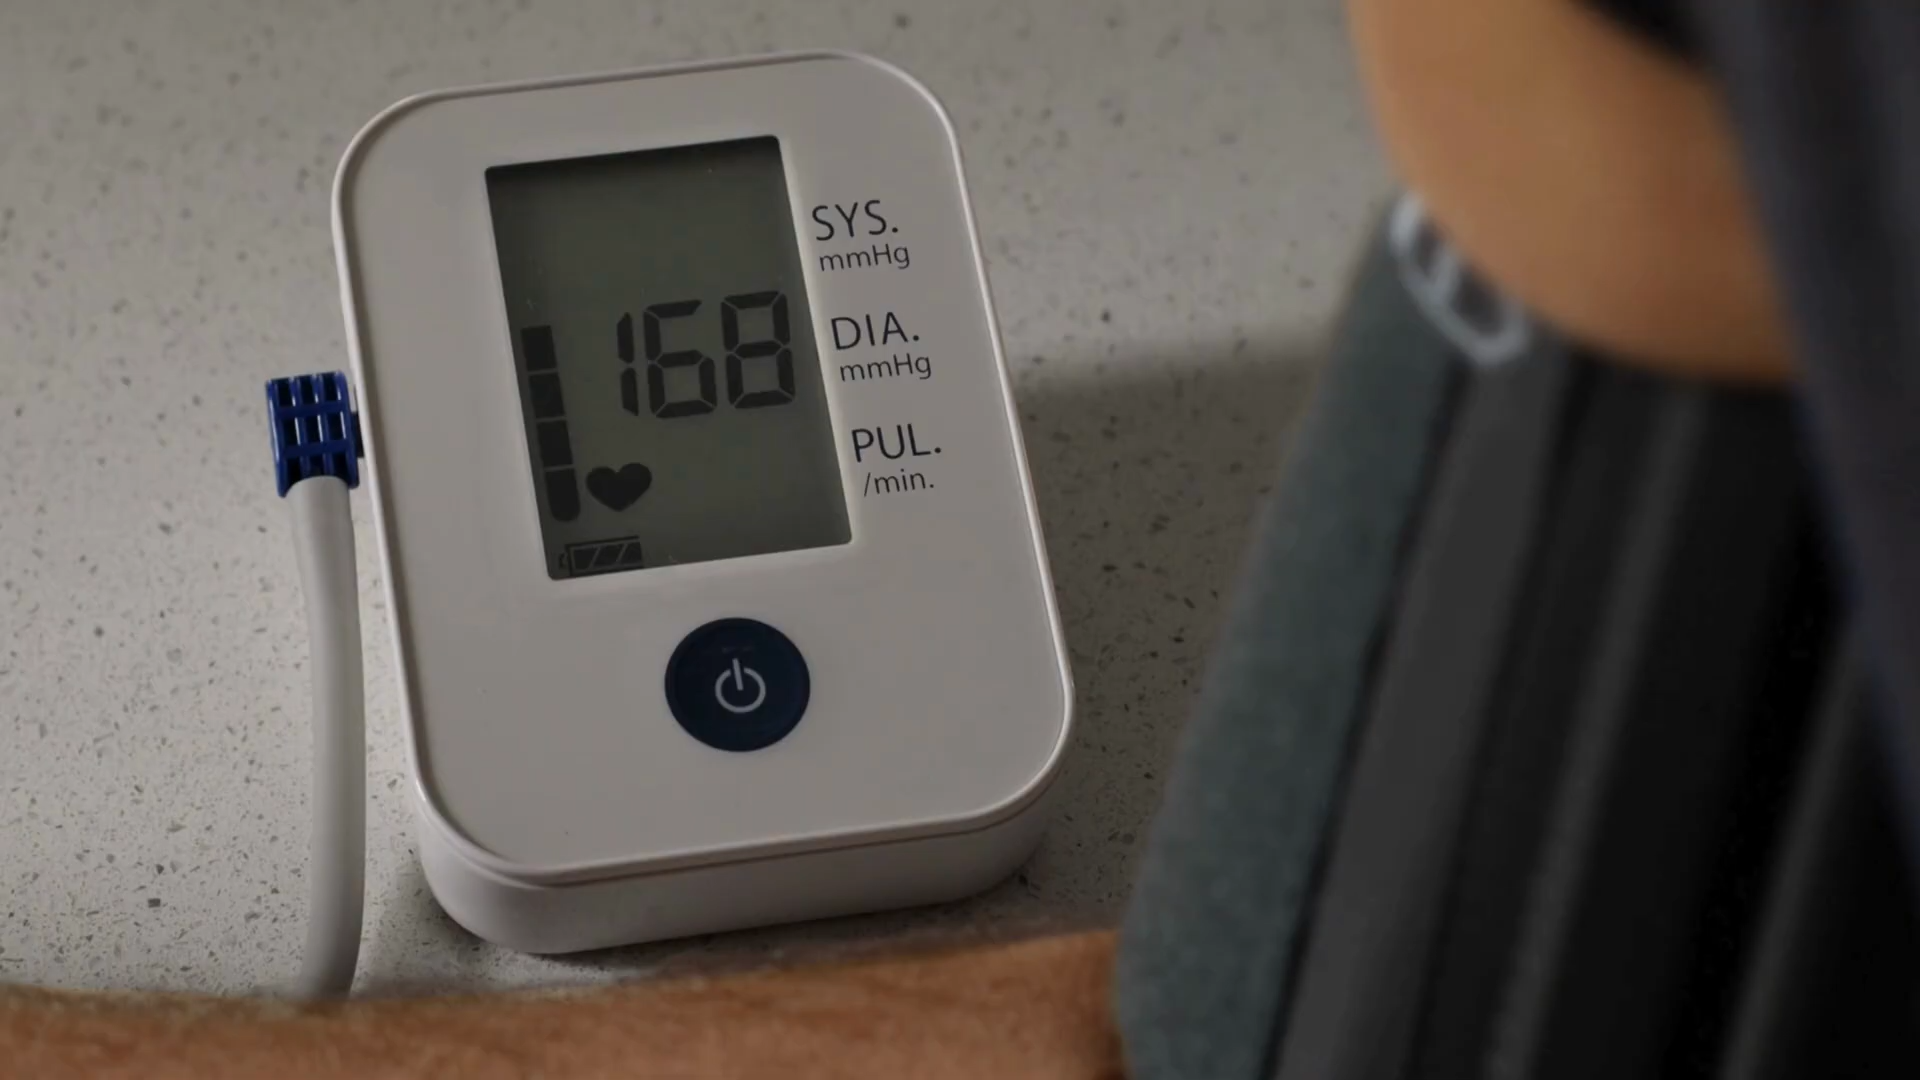 SYS.
mmHg
168
DIA.
mmHg
PUL.
/min.